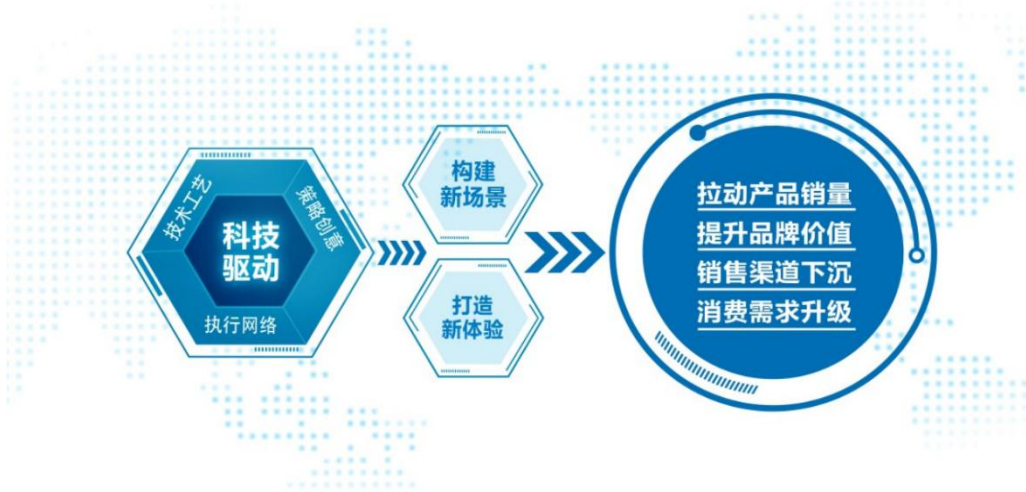 技术工艺
策略创意
科技
驱动
执行网络
构建
新场景
打造
新体验
拉动产品销量
提升品牌价值
销售渠道下沉
消费需求升级